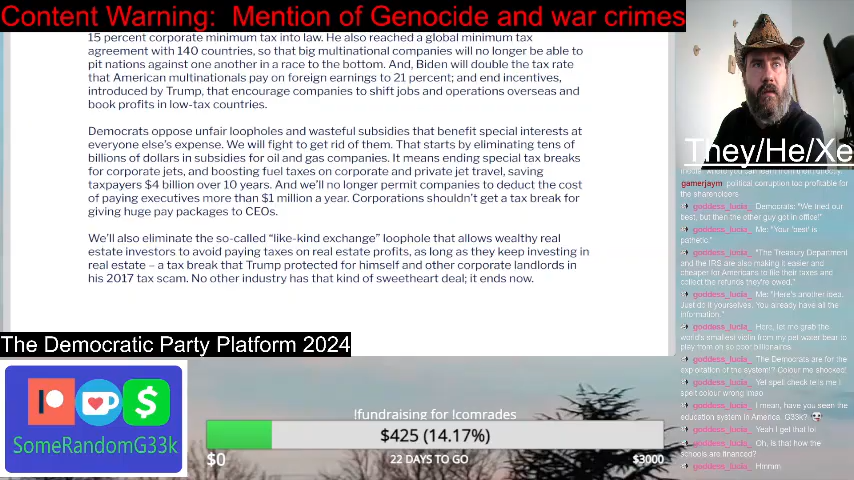 Content Warning:  Mention of Genocide and war crimes
15 percent corporate minimum tax into law. He also reached a global minimum tax
agreement with 140 countries, so that big multinational companies will no longer be able to
pit nations against one another in a race to the bottom. And, Biden will double the tax rate
that American multinationals pay on foreign earnings to 21 percent; and end incentives,
introduced by Trump, that encourage companies to shift jobs and operations overseas and
book profits in low-tax countries.
Democrats oppose unfair loopholes and wasteful subsidies that benefit special interests at
everyone else's expense. We will fight to get rid of them. That starts by eliminating tens of
billions of dollars in subsidies for oil and gas companies. It means ending special tax breaks
for corporate jets, and boosting fuel taxes on corporate and private jet travel, saving
taxpayers $4 billion over 10 years. And we'll no longer permit companies to deduct the cost
of paying executives more than $1 million a year. Corporations shouldn't get a tax break for
giving huge pay packages to CEOs.
We'll also eliminate the so-called "like-kind exchange" loophole that allows wealthy real
estate investors to avoid paying taxes on real estate profits, as long as they keep investing in
real estate – a tax break that Trump protected for himself and other corporate landlords in
his 2017 tax scam. No other industry has that kind of sweetheart deal; it ends now.
The Democratic Party Platform 2024
SomeRandomG33k
!fundraising for !comrades
$425 (14.17%)
$0
22 DAYS TO GO
$3000
They/He/Xe
gamerjaym political corruption too profitable for
the shareholders
goddess_lucia_ Democrats: "We tried our
best, but then the other guy got in office!"
goddess_lucia_ Me: "Your 'best' is
pathetic."
goddess_lucia_ "The Treasury Department
and the IRS are also making it easier and
cheaper for Americans to file their taxes and
collect the refunds they're owed."
goddess_lucia_ Me: "Here's another idea.
Just do it yourselves. You already have all the
information."
goddess_lucia_ Here, let me grab the
world's smallest violin from my pet water bear to
play from oh so poor billionaires.
goddess_lucia_ The Democrats are for the
exploitation of the system!? Colour me shocked!
goddess_lucia_ Yet spell check tells me I
spelt colour wrong lmao
goddess_lucia_ I mean, have you seen the
education system in America, G33k?
goddess_lucia_ Yeah I get that lol
goddess_lucia_ Oh, is that how the
schools are financed?
goddess_lucia_ Hmmm